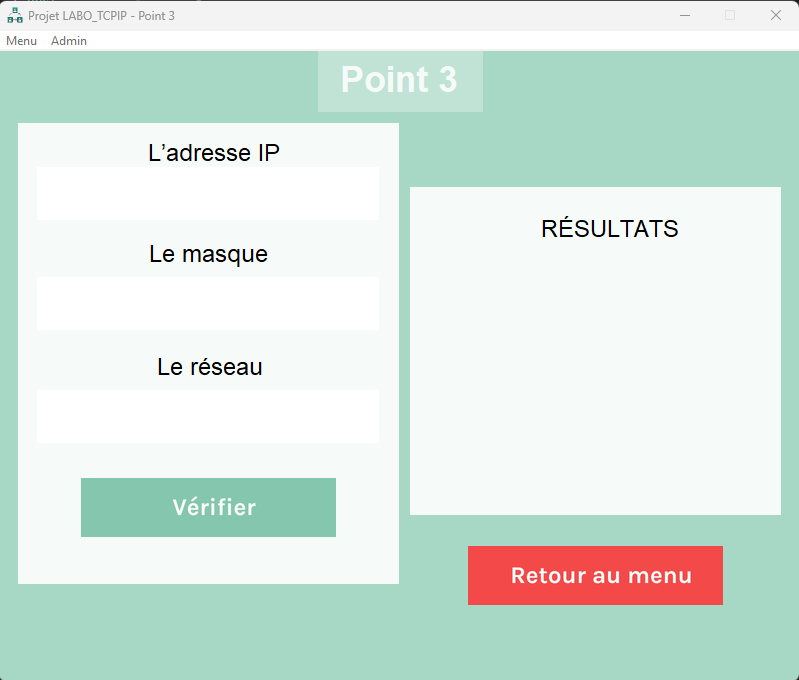 Projet LABO_TCPIP - Point 3
Menu Admin
Point 3
L’adresse IP
Le masque
Le réseau
Vérifier
RÉSULTATS
Retour au menu